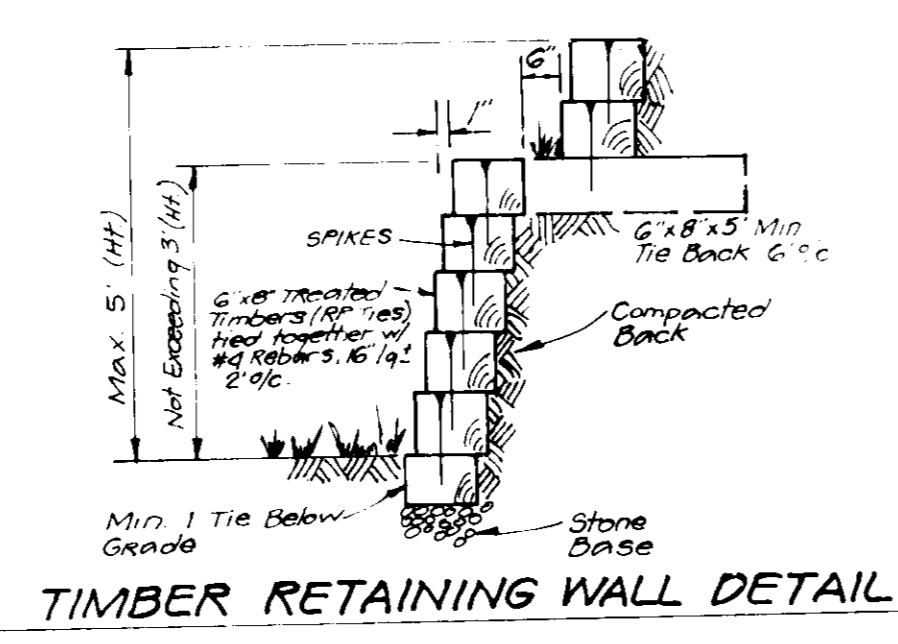 6"
1"
Max. 5' (Ht.)
Not Exceeding 3' (Ht.)
SPIKES
6"x8"x5' Min
Tie Back 6' o/c
6"x8" Treated
Timbers (RR Ties)
tied together w/
#4 Rebars, 16" lg ±
2' o/c.
Compacted
Back
Min. 1 Tie Below
Grade
Stone
Base
TIMBER RETAINING WALL DETAIL